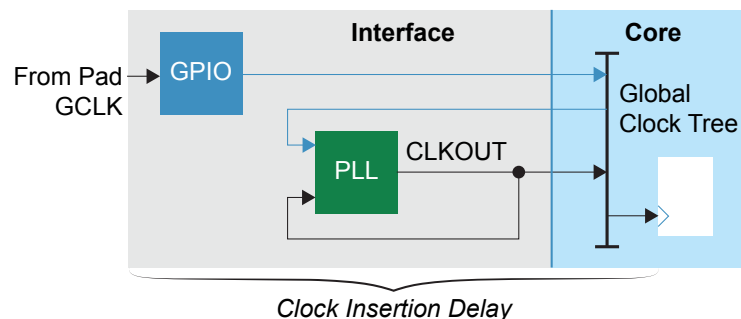 Interface
Core
From Pad
GCLK
GPIO
Global
Clock Tree
CLKOUT
PLL
Clock Insertion Delay